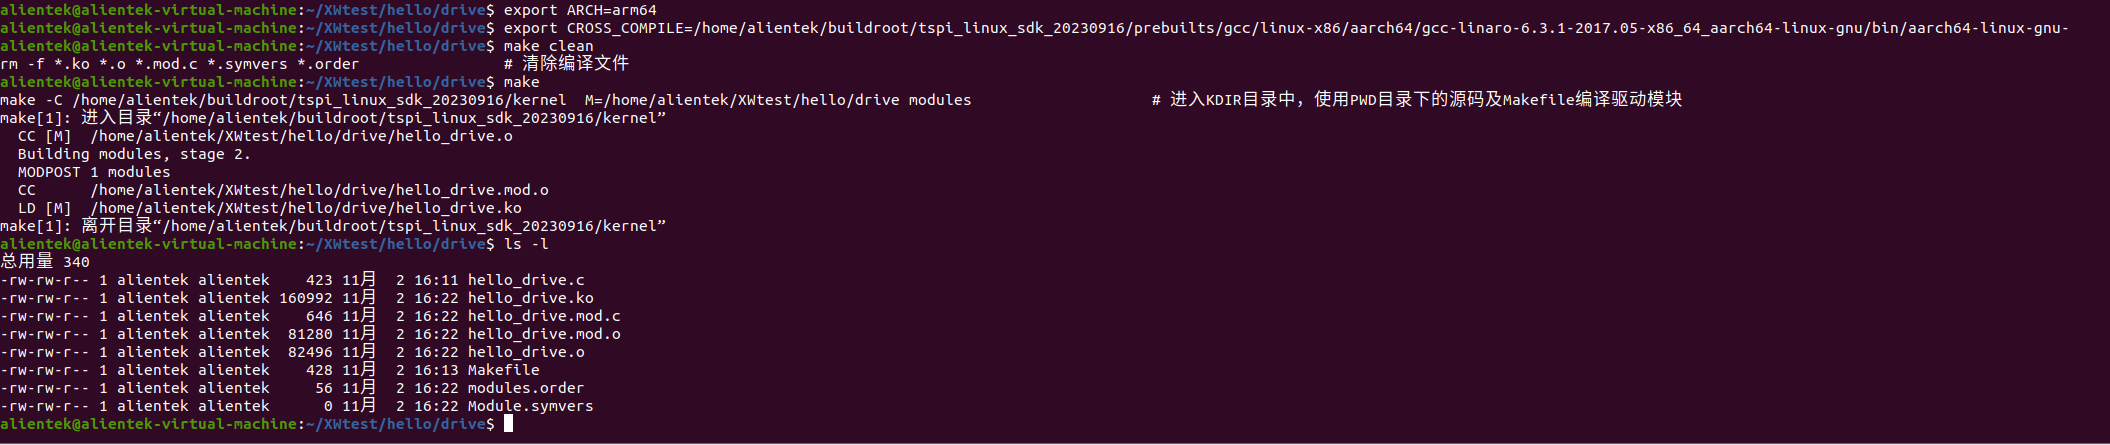 alientek@alientek-virtual-machine:~/XWtest/hello/drive$ export ARCH=arm64
alientek@alientek-virtual-machine:~/XWtest/hello/drive$ export CROSS_COMPILE=/home/alientek/buildroot/tspi_linux_sdk_20230916/prebuilts/gcc/linux-x86/aarch64/gcc-linaro-6.3.1-2017.05-x86_64_aarch64-linux-gnu/bin/aarch64-linux-gnu-
alientek@alientek-virtual-machine:~/XWtest/hello/drive$ make clean
rm -f *.ko *.o *.mod.c *.symvers *.order                # 清除编译文件
alientek@alientek-virtual-machine:~/XWtest/hello/drive$ make
make -C /home/alientek/buildroot/tspi_linux_sdk_20230916/kernel  M=/home/alientek/XWtest/hello/drive modules                    # 进入KDIR目录中，使用PWD目录下的源码及Makefile编译驱动模块
make[1]: 进入目录“/home/alientek/buildroot/tspi_linux_sdk_20230916/kernel”
  CC [M]  /home/alientek/XWtest/hello/drive/hello_drive.o
  Building modules, stage 2.
  MODPOST 1 modules
  CC      /home/alientek/XWtest/hello/drive/hello_drive.mod.o
  LD [M]  /home/alientek/XWtest/hello/drive/hello_drive.ko
make[1]: 离开目录“/home/alientek/buildroot/tspi_linux_sdk_20230916/kernel”
alientek@alientek-virtual-machine:~/XWtest/hello/drive$ ls -l
总用量 340
-rw-rw-r-- 1 alientek alientek    423 11月  2 16:11 hello_drive.c
-rw-rw-r-- 1 alientek alientek 160992 11月  2 16:22 hello_drive.ko
-rw-rw-r-- 1 alientek alientek    646 11月  2 16:22 hello_drive.mod.c
-rw-rw-r-- 1 alientek alientek  81280 11月  2 16:22 hello_drive.mod.o
-rw-rw-r-- 1 alientek alientek  82496 11月  2 16:22 hello_drive.o
-rw-rw-r-- 1 alientek alientek    428 11月  2 16:13 Makefile
-rw-rw-r-- 1 alientek alientek     56 11月  2 16:22 modules.order
-rw-rw-r-- 1 alientek alientek      0 11月  2 16:22 Module.symvers
alientek@alientek-virtual-machine:~/XWtest/hello/drive$